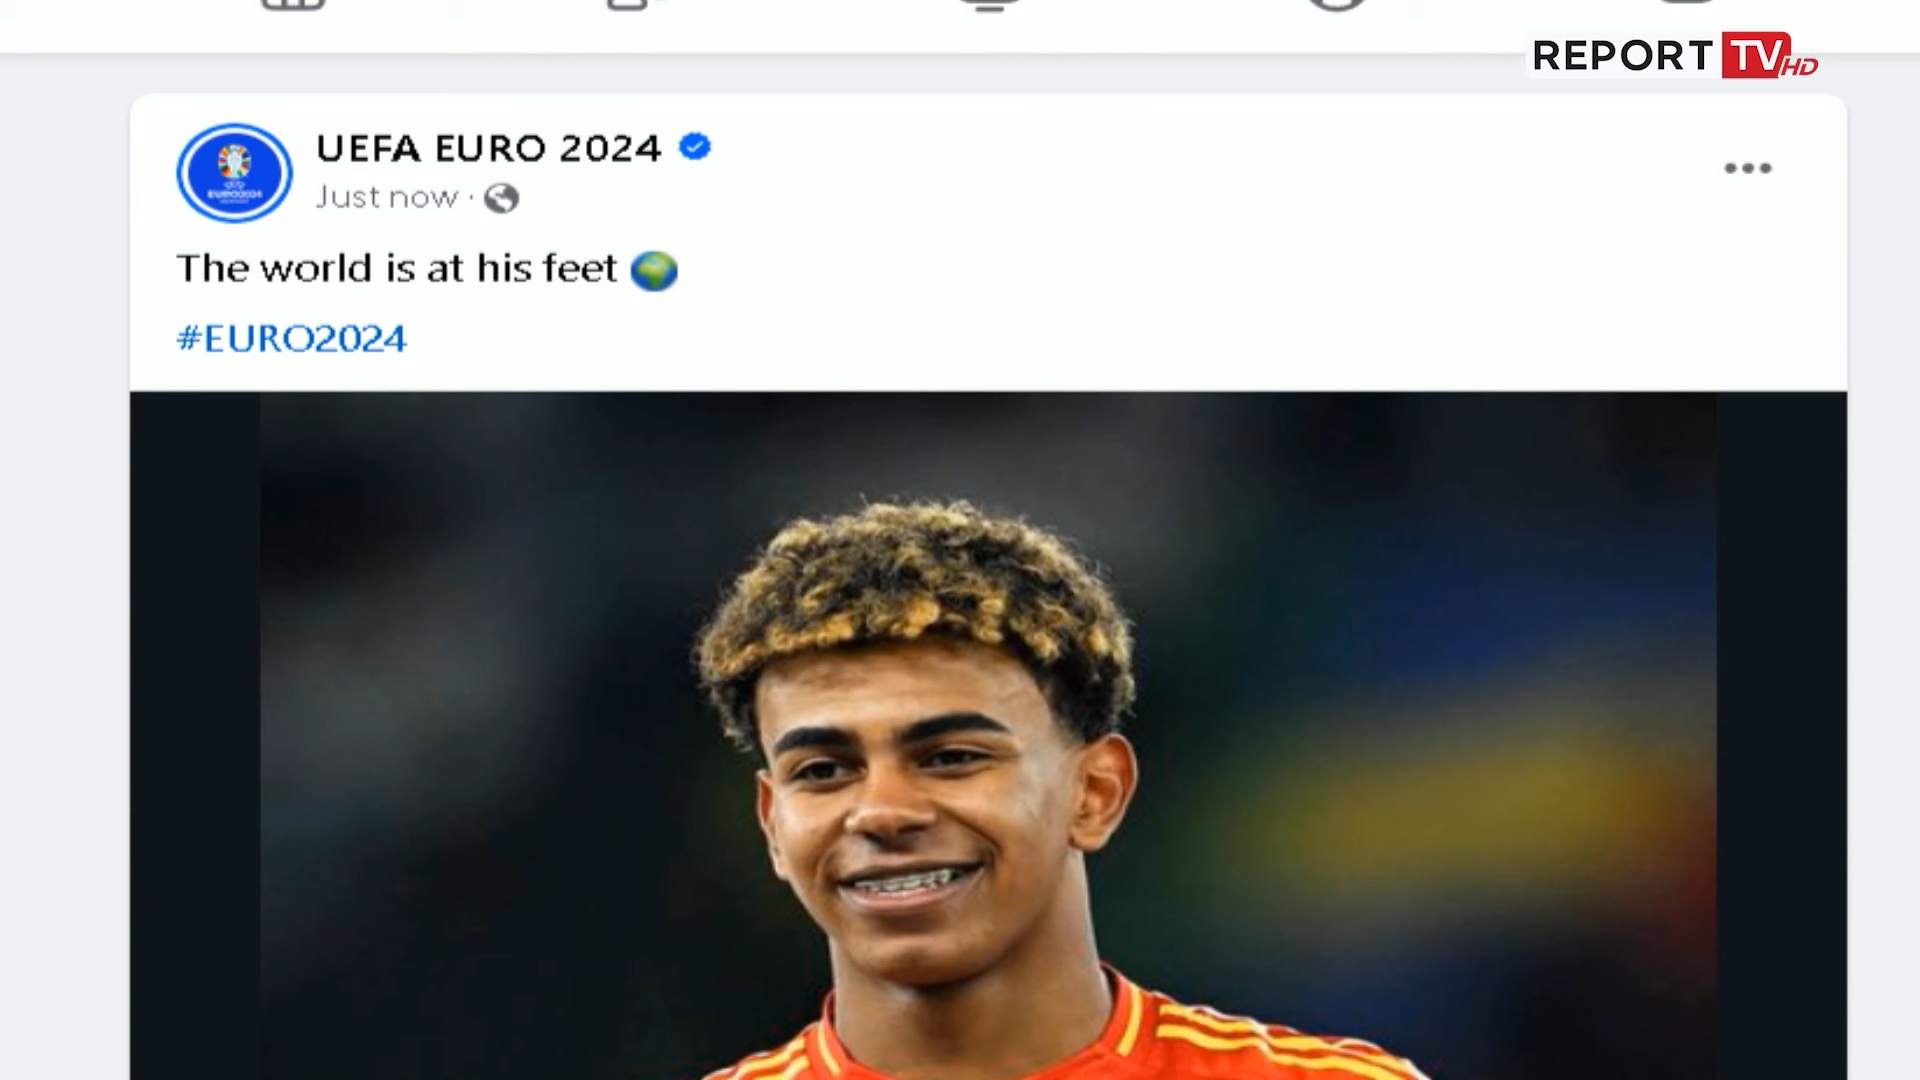 REPORT TV HD
UEFA EURO 2024
Just now ·
The world is at his feet 🌍
#EURO2024